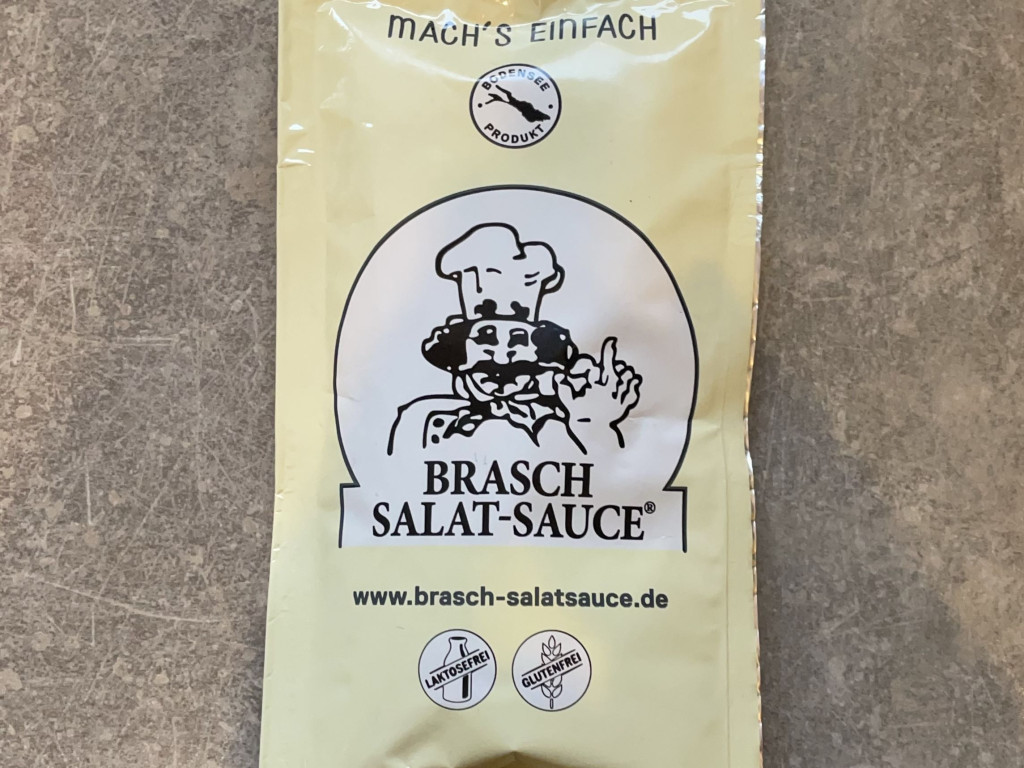 MACH'S EINFACH
BODENSEE
PRODUKT
BRASCH
SALAT-SAUCE®
www.brasch-salatsauce.de
LAKTOSEFREI
GLUTENFREI